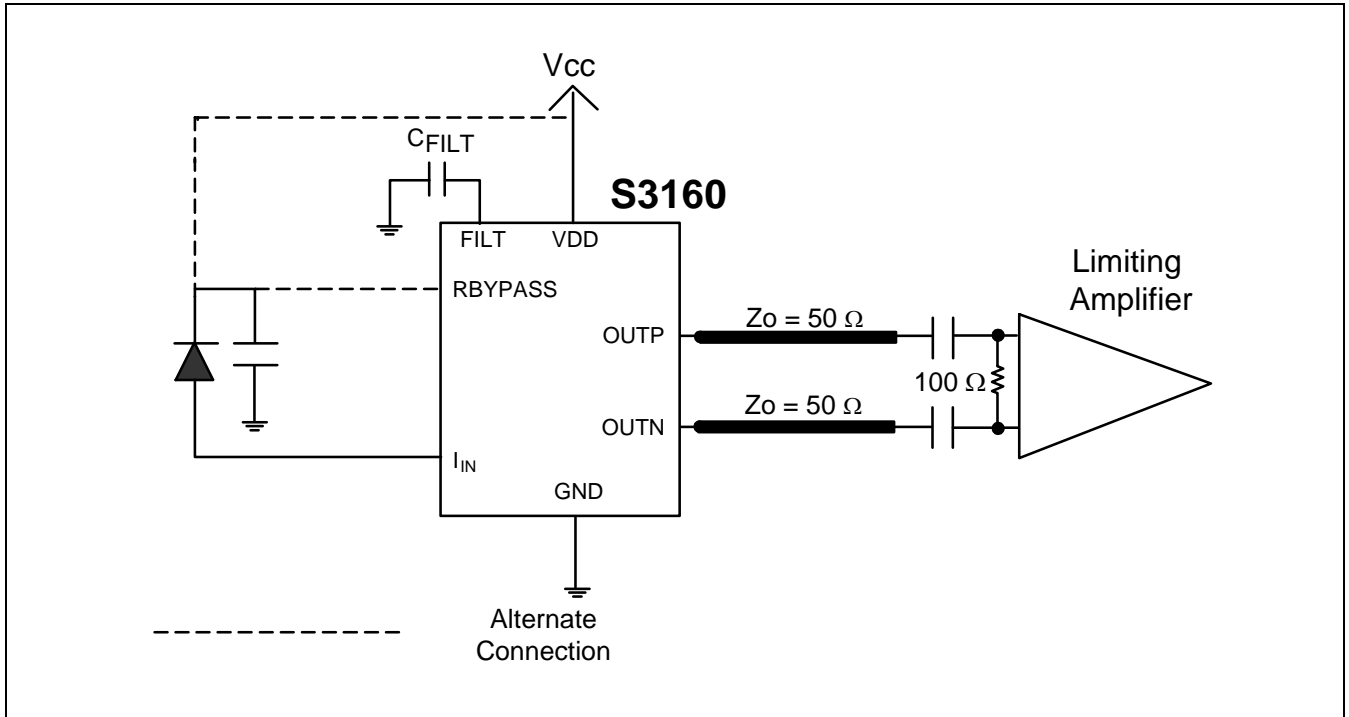 Vcc
CFILT
S3160
FILT VDD
RBYPASS
Limiting
Amplifier
OUTP
Zo = 50 Ω
100 Ω
Zo = 50 Ω
OUTN
IIN
GND
Alternate
Connection